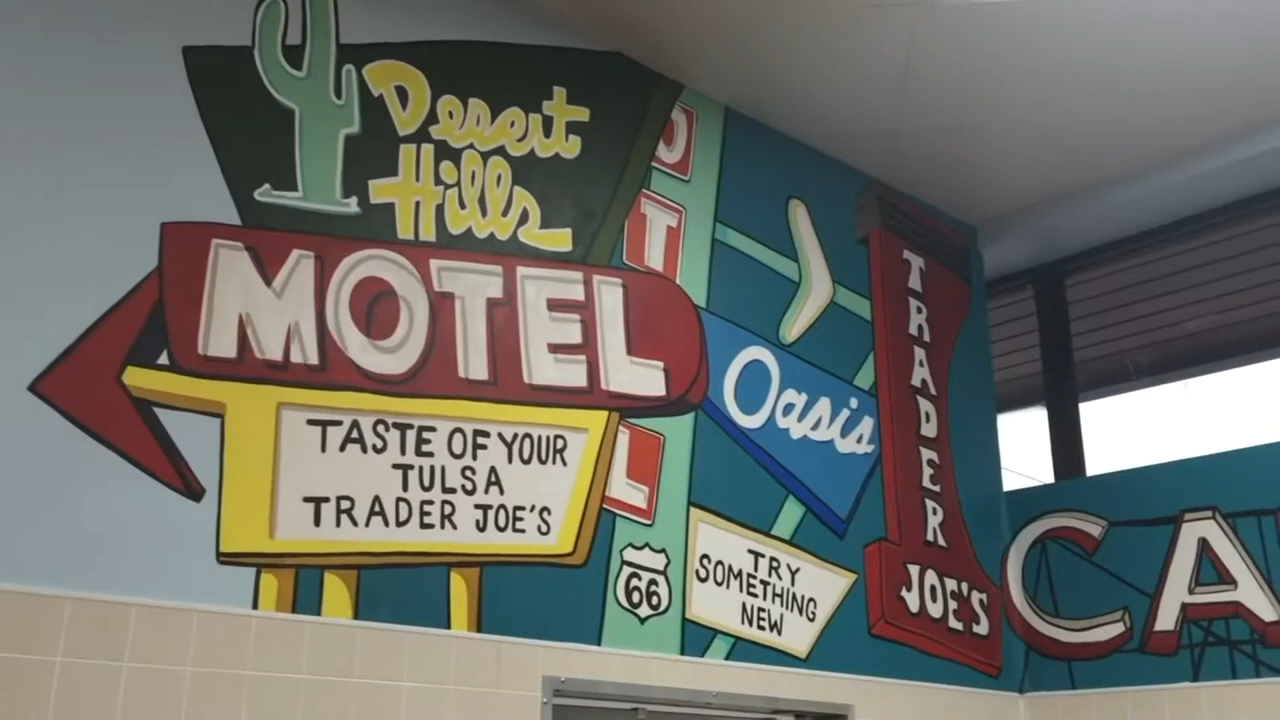 Desert
Hills
MOTEL
TASTE OF YOUR
TULSA
TRADER JOE'S
O
T
L
66
Oasis
TRY
SOMETHING
NEW
TRADER
JOE'S
CA